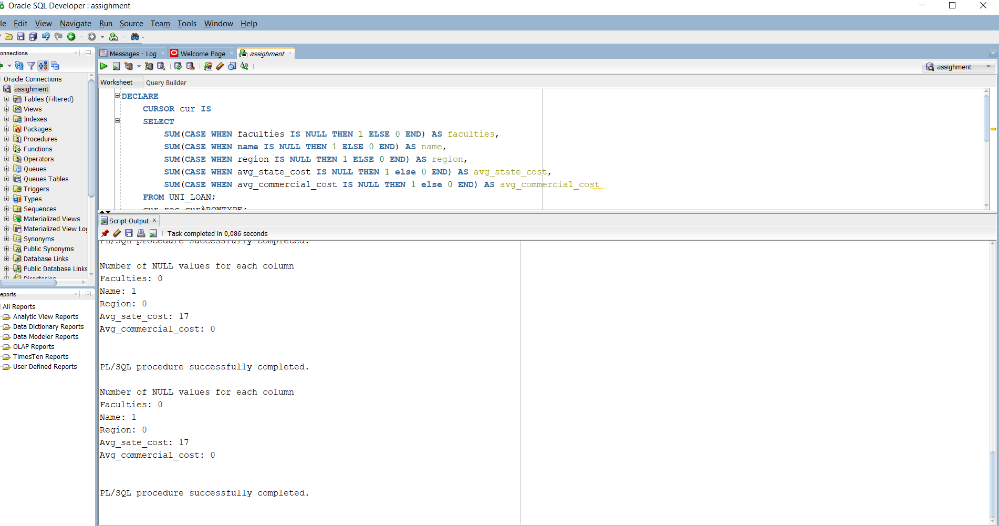 Oracle SQL Developer : assighment
le Edit View Navigate Run Source Team Tools Window Help
onnections
Messages - Log
Welcome Page
assighment
assighment
Oracle Connections
assighment
Tables (Filtered)
Views
Indexes
Packages
Procedures
Functions
Operators
Queues
Queues Tables
Triggers
Types
Sequences
Materialized Views
Materialized View Log
Synonyms
Public Synonyms
Database Links
Public Database Links
Directories
eports
All Reports
Analytic View Reports
Data Dictionary Reports
Data Modeler Reports
OLAP Reports
TimesTen Reports
User Defined Reports
Worksheet Query Builder
DECLARE
CURSOR cur IS
SELECT
SUM(CASE WHEN faculties IS NULL THEN 1 ELSE 0 END) AS faculties,
SUM(CASE WHEN name IS NULL THEN 1 ELSE 0 END) AS name,
SUM(CASE WHEN region IS NULL THEN 1 ELSE 0 END) AS region,
SUM(CASE WHEN avg_state_cost IS NULL THEN 1 else 0 END) AS avg_state_cost,
SUM(CASE WHEN avg_commercial_cost IS NULL THEN 1 else 0 END) AS avg_commercial_cost
FROM UNI_LOAN;
cur_rec cur%ROWTYPE;
Script Output
Task completed in 0,086 seconds
PL/SQL procedure successfully completed.
Number of NULL values for each column
Faculties: 0
Name: 1
Region: 0
Avg_sate_cost: 17
Avg_commercial_cost: 0
PL/SQL procedure successfully completed.
Number of NULL values for each column
Faculties: 0
Name: 1
Region: 0
Avg_sate_cost: 17
Avg_commercial_cost: 0
PL/SQL procedure successfully completed.